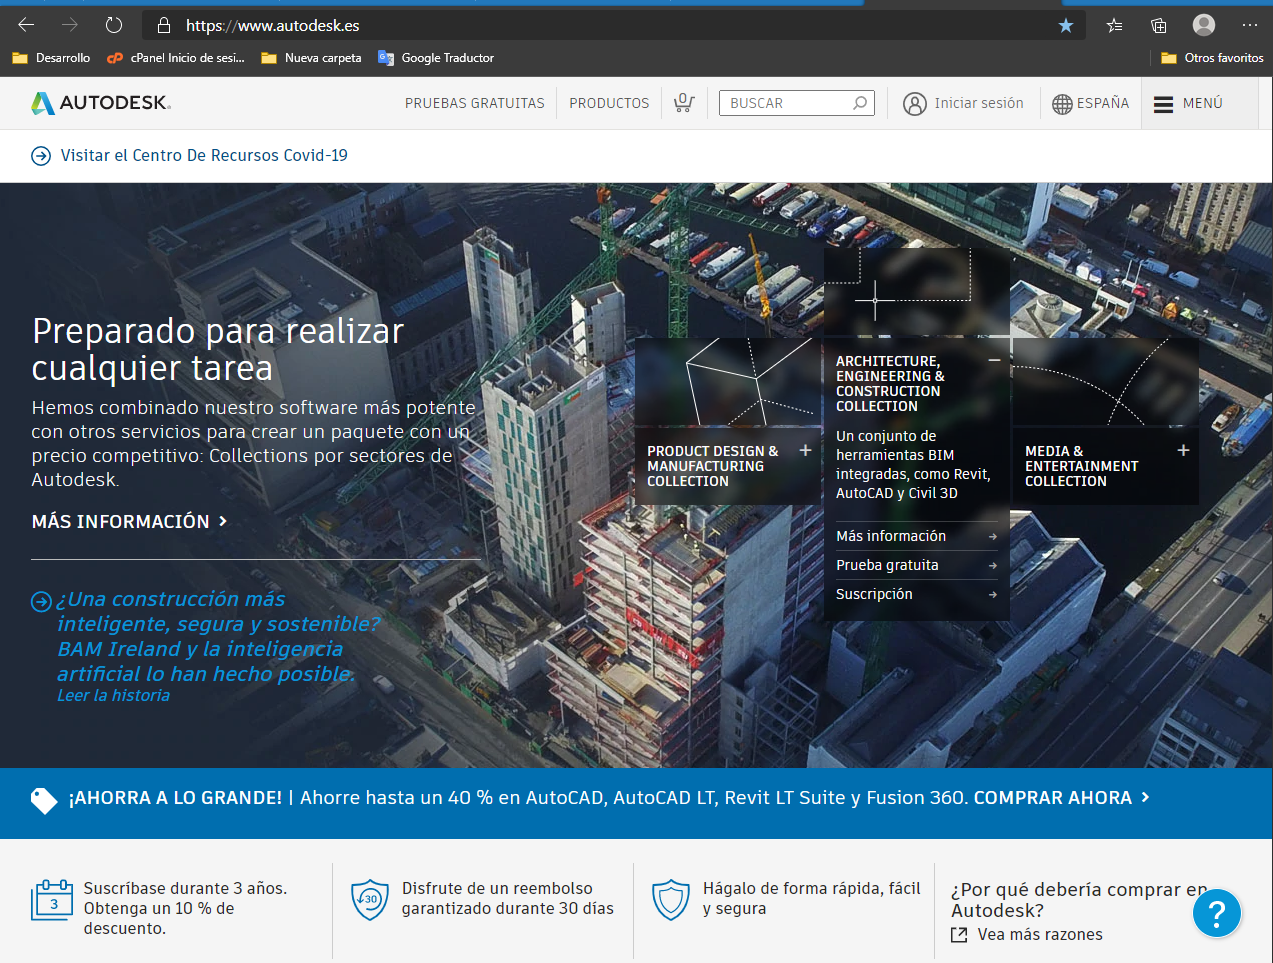 https://www.autodesk.es
Desarrollo
cPanel Inicio de sesi...
Nueva carpeta
Google Traductor
Otros favoritos
AUTODESK.
PRUEBAS GRATUITAS
PRODUCTOS
0
BUSCAR
Iniciar sesión
ESPAÑA
MENÚ
Visitar el Centro De Recursos Covid-19
Preparado para realizar
cualquier tarea
Hemos combinado nuestro software más potente
con otros servicios para crear un paquete con un
precio competitivo: Collections por sectores de
Autodesk.
MÁS INFORMACIÓN
¿Una construcción más
inteligente, segura y sostenible?
BAM Ireland y la inteligencia
artificial lo han hecho posible.
Leer la historia
PRODUCT DESIGN &
MANUFACTURING
COLLECTION
ARCHITECTURE,
ENGINEERING &
CONSTRUCTION
COLLECTION
Un conjunto de
herramientas BIM
integradas, como Revit,
AutoCAD y Civil 3D
Más información
Prueba gratuita
Suscripción
MEDIA &
ENTERTAINMENT
COLLECTION
¡AHORRA A LO GRANDE! | Ahorre hasta un 40 % en AutoCAD, AutoCAD LT, Revit LT Suite y Fusion 360. COMPRAR AHORA
3
Suscríbase durante 3 años.
Obtenga un 10 % de
descuento.
30
Disfrute de un reembolso
garantizado durante 30 días
Hágalo de forma rápida, fácil
y segura
¿Por qué debería comprar en
Autodesk?
Vea más razones
?